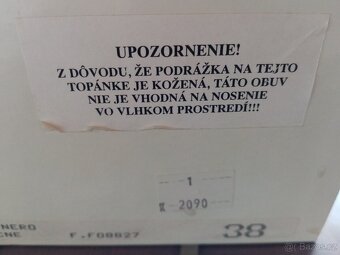 UPOZORNENIE!
Z DÔVODU, ŽE PODRÁŽKA NA TEJTO
TOPÁNKE JE KOŽENÁ, TÁTO OBUV
NIE JE VHODNÁ NA NOSENIE
VO VLHKOM PROSTREDÍ!!!
1
2090
NERO
F.F08827
38